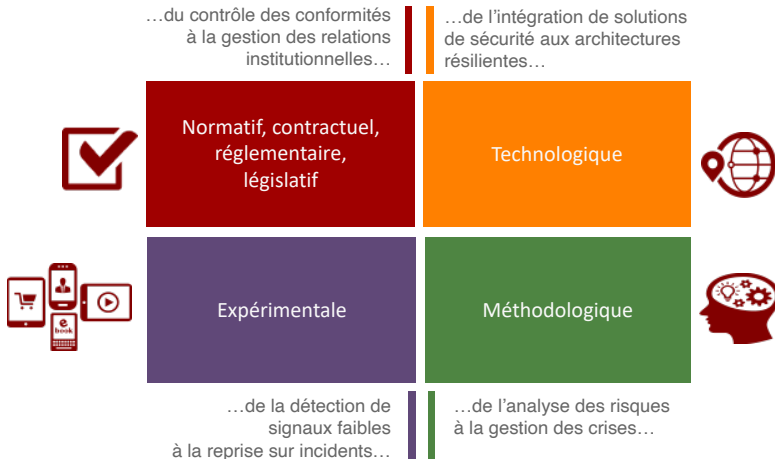 …du contrôle des conformités
à la gestion des relations
institutionnelles…
…de l'intégration de solutions
de sécurité aux architectures
résilientes…
Normatif, contractuel,
réglementaire,
législatif
Technologique
Expérimentale
Méthodologique
e
book
…de la détection de
signaux faibles
à la reprise sur incidents…
…de l'analyse des risques
à la gestion des crises…